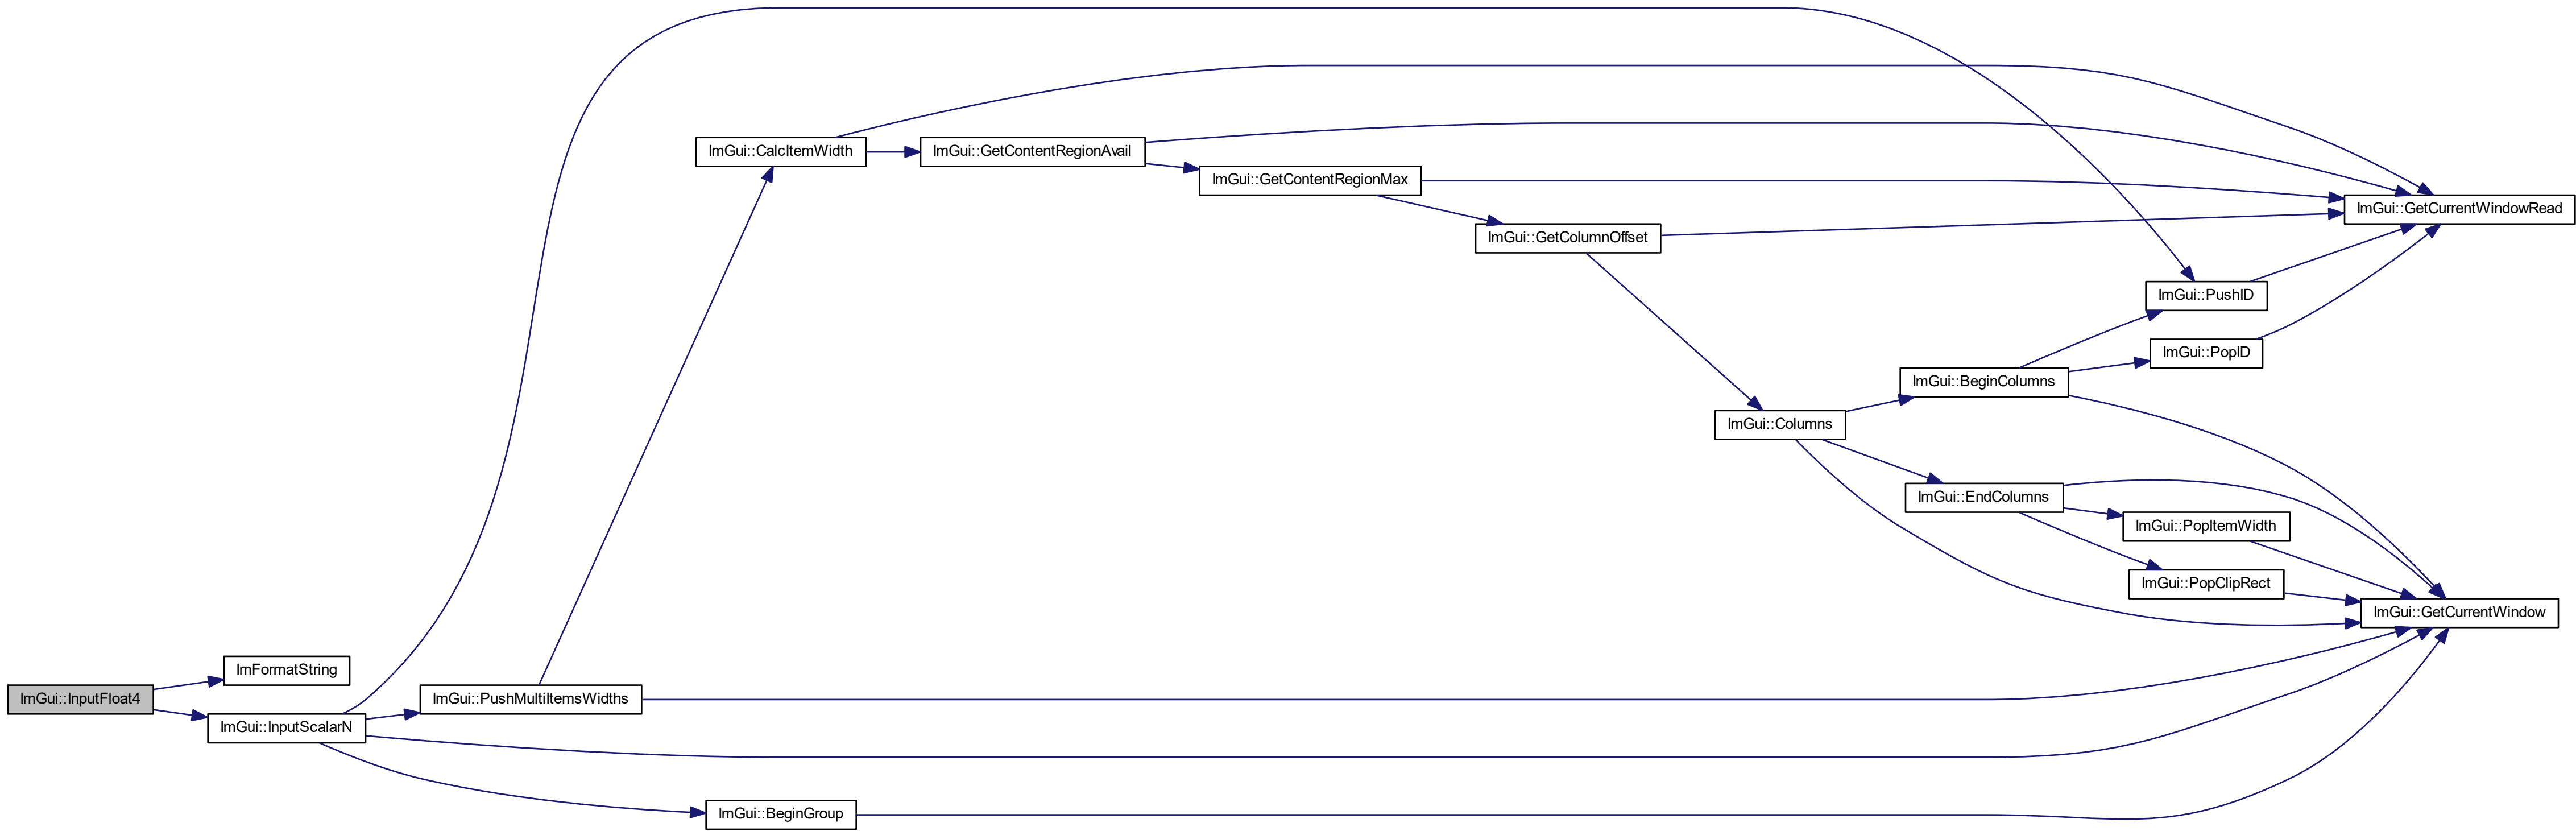 ImGui::CalcItemWidth
ImGui::GetContentRegionAvail
ImGui::GetContentRegionMax
ImGui::GetCurrentWindowRead
ImGui::GetColumnOffset
ImGui::PushID
ImGui::PopID
ImGui::BeginColumns
ImGui::Columns
ImGui::EndColumns
ImGui::PopItemWidth
ImGui::PopClipRect
ImGui::GetCurrentWindow
ImFormatString
ImGui::InputFloat4
ImGui::PushMultiItemsWidths
ImGui::InputScalarN
ImGui::BeginGroup